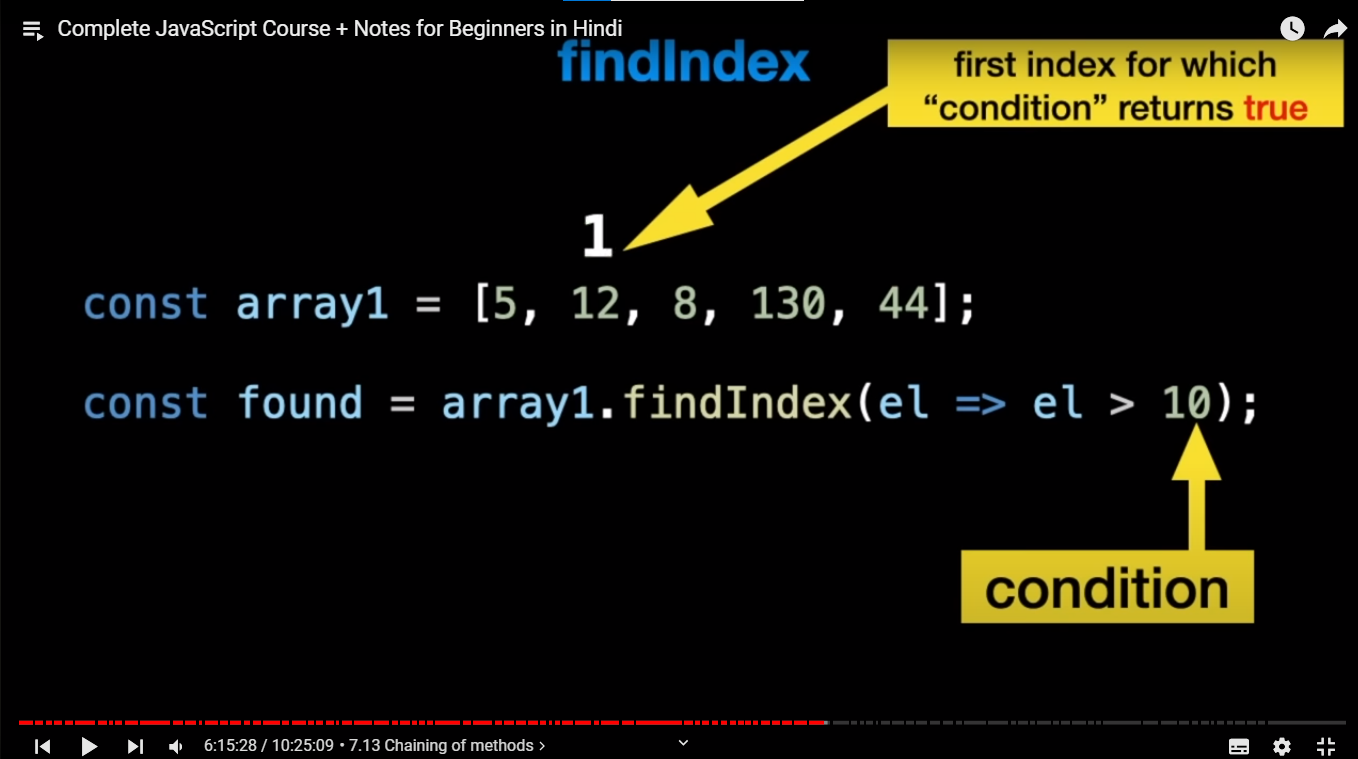 Complete JavaScript Course + Notes for Beginners in Hindi
findIndex
first index for which
“condition” returns true
1
const array1 = [5, 12, 8, 130, 44];
const found = array1.findIndex(el => el > 10);
condition
6:15:28 / 10:25:09 • 7.13 Chaining of methods ›